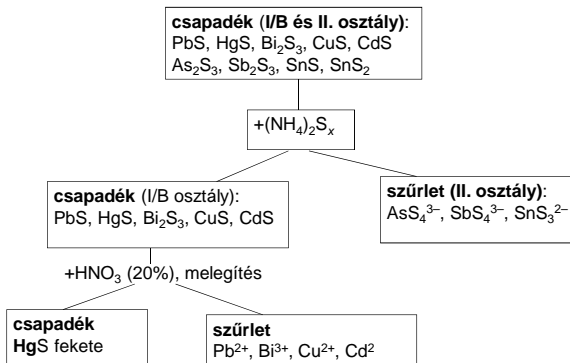 csapadék (I/B és II. osztály):
PbS, HgS, Bi₂S₃, CuS, CdS
As₂S₃, Sb₂S₃, SnS, SnS₂
+(NH₄)₂Sₓ
csapadék (I/B osztály):
PbS, HgS, Bi₂S₃, CuS, CdS
szűrlet (II. osztály):
AsS₄³⁻, SbS₄³⁻, SnS₃²⁻
+HNO₃ (20%), melegítés
csapadék
HgS fekete
szűrlet
Pb²⁺, Bi³⁺, Cu²⁺, Cd²